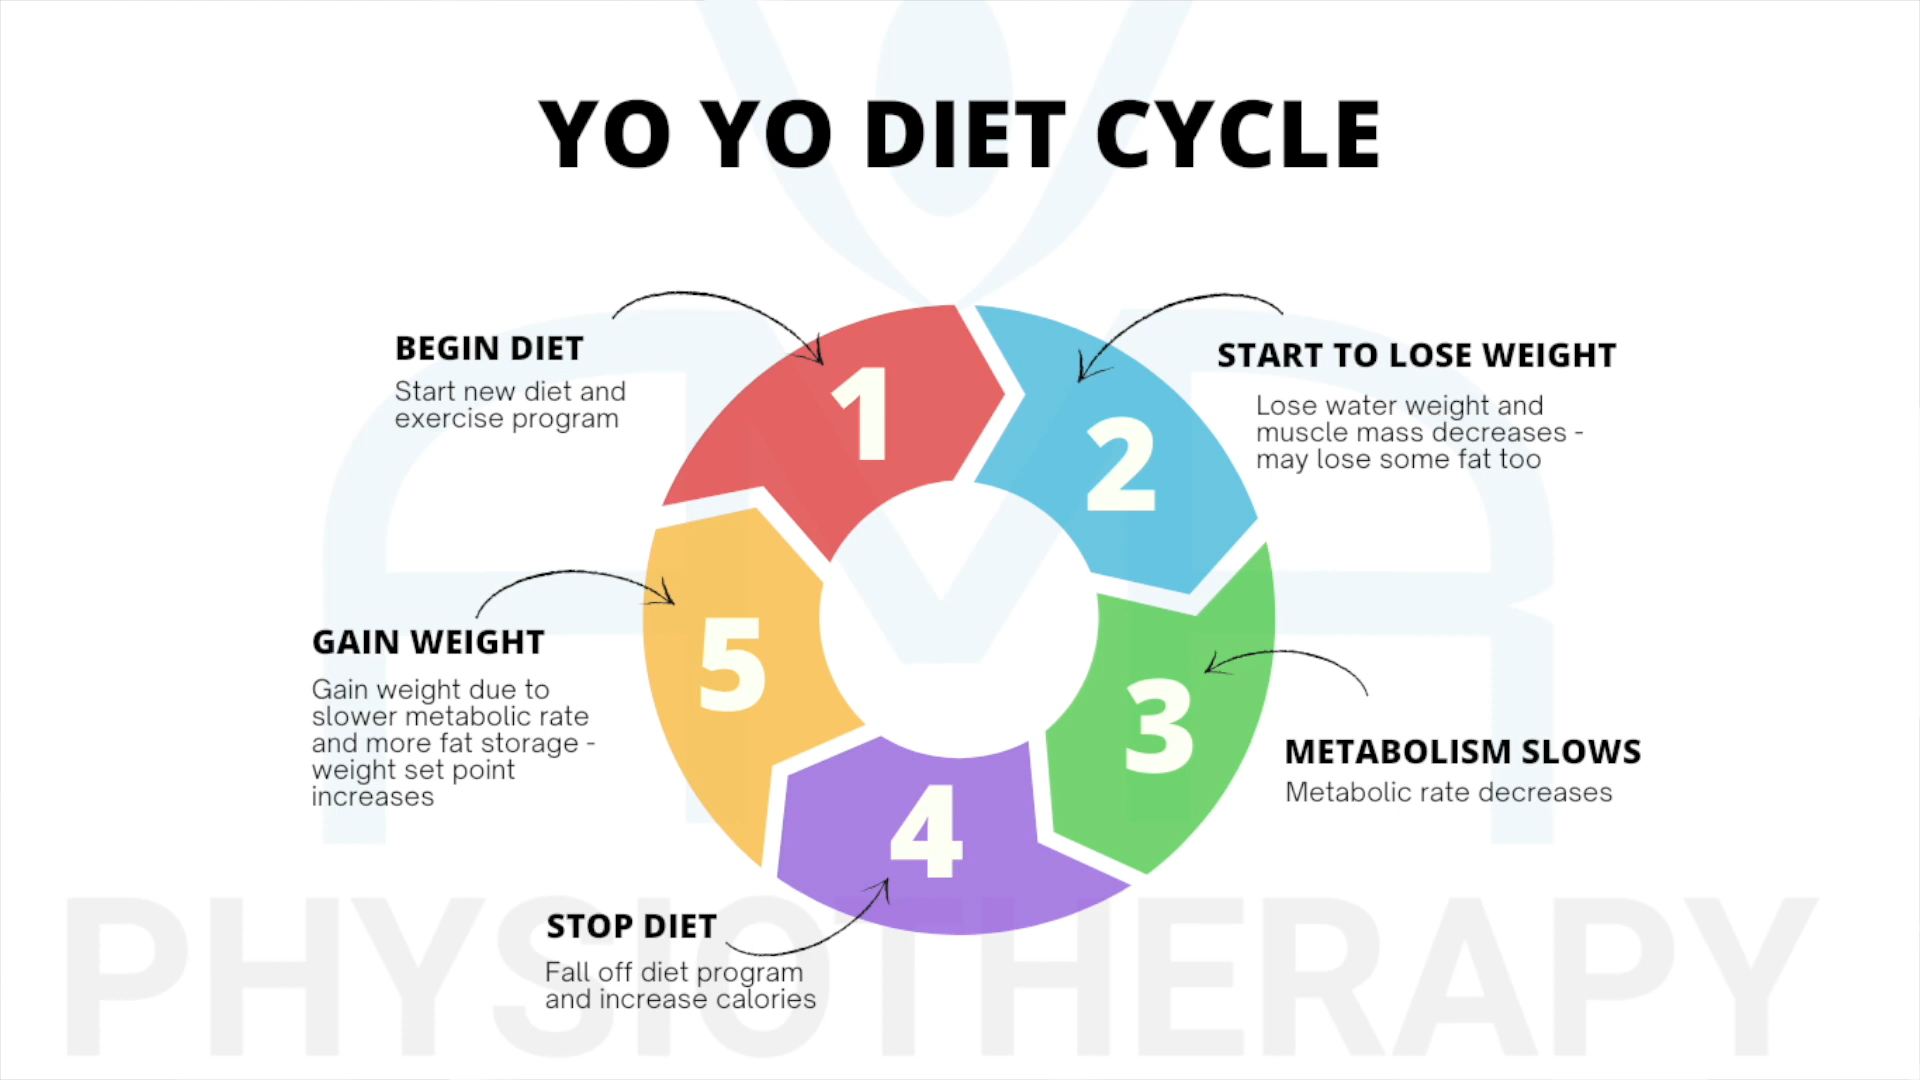 YO YO DIET CYCLE
BEGIN DIET
Start new diet and
exercise program
1
START TO LOSE WEIGHT
Lose water weight and
muscle mass decreases -
may lose some fat too
2
METABOLISM SLOWS
Metabolic rate decreases
3
STOP DIET
Fall off diet program
and increase calories
4
GAIN WEIGHT
Gain weight due to
slower metabolic rate
and more fat storage -
weight set point
increases
5
AVR
PHYSIOTHERAPY